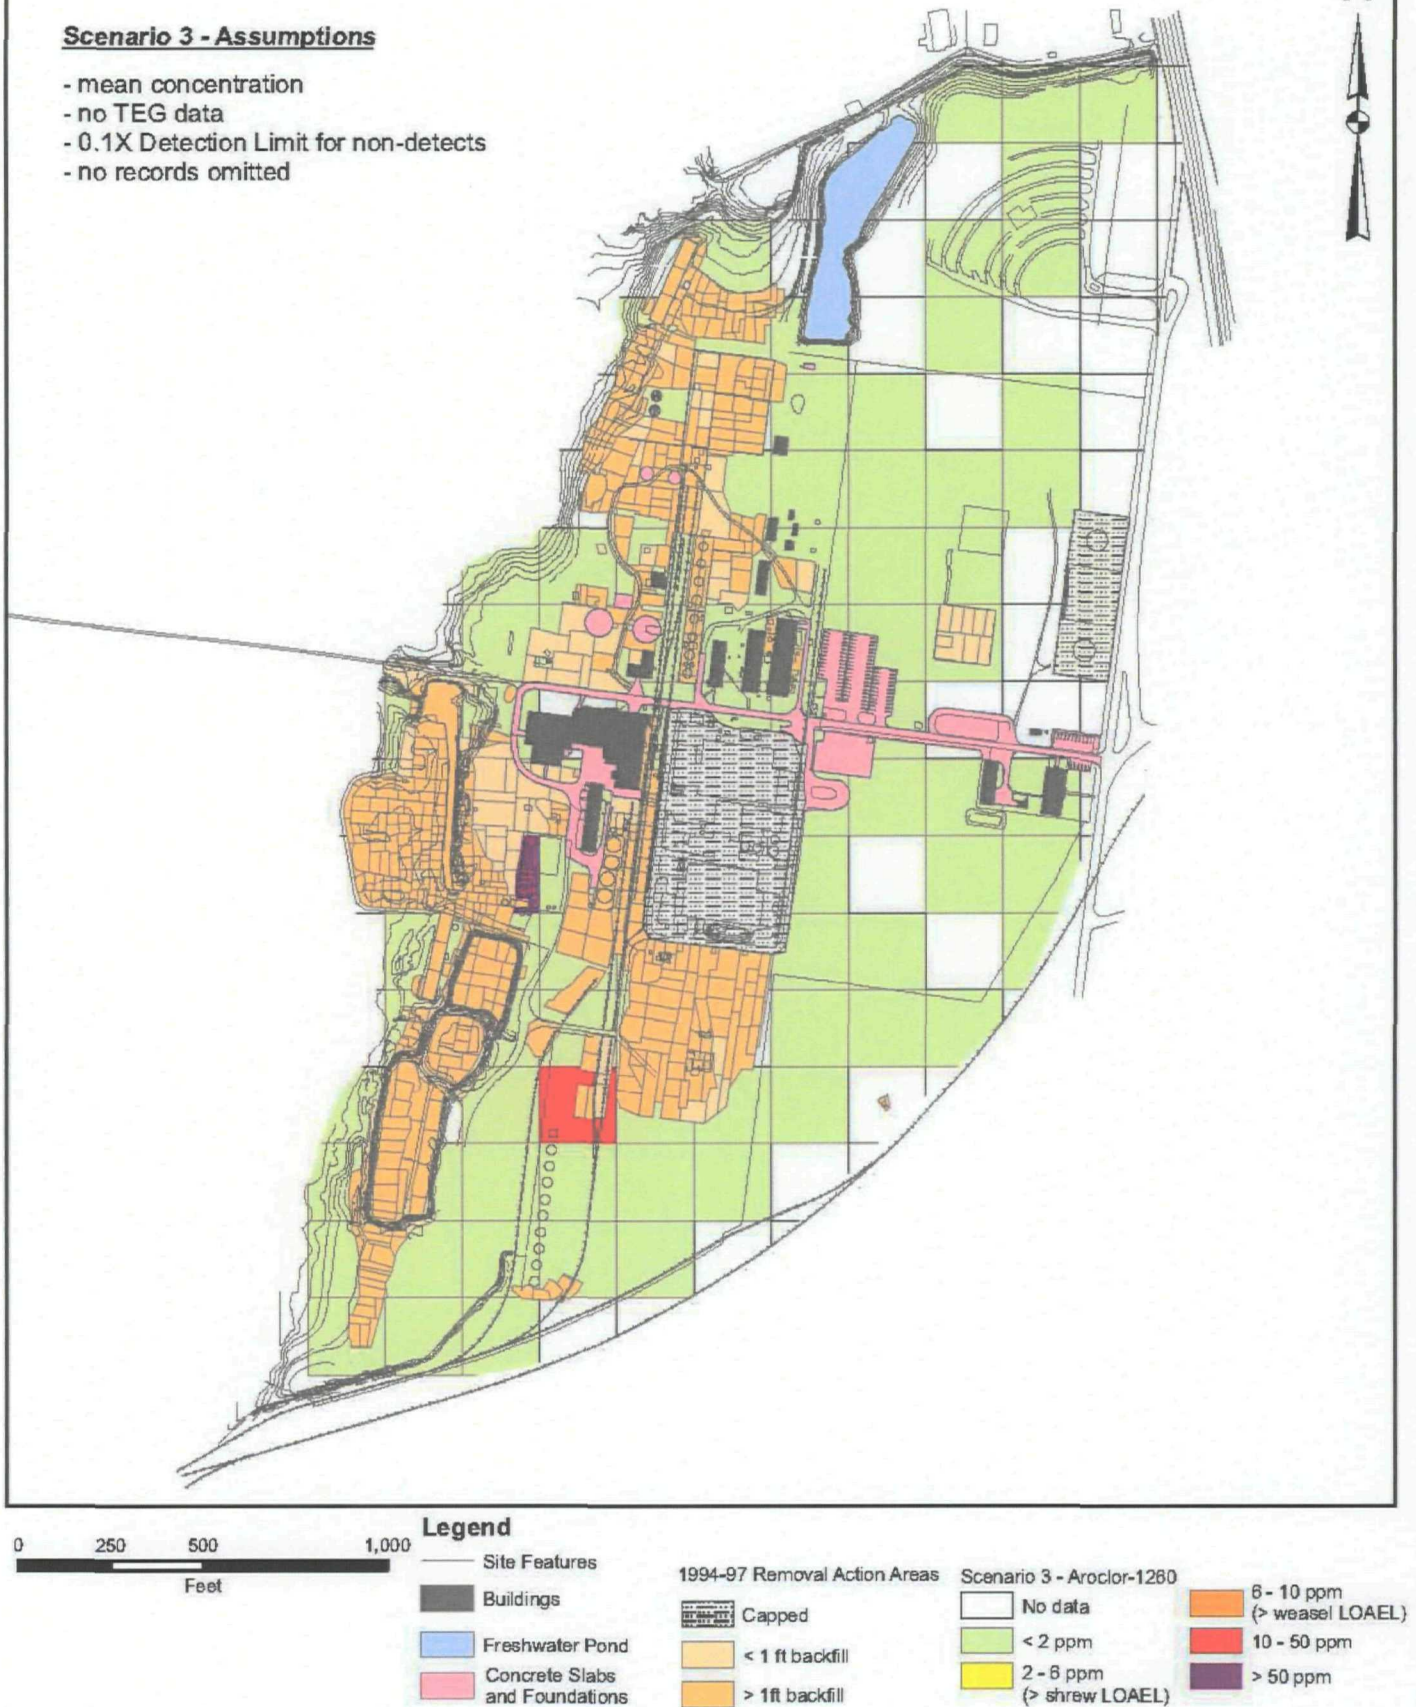 Scenario 3 - Assumptions
- mean concentration
- no TEG data
- 0.1X Detection Limit for non-detects
- no records omitted
0 250 500 1,000
Feet
Legend
Site Features
Buildings
Freshwater Pond
Concrete Slabs
and Foundations
1994-97 Removal Action Areas
Capped
< 1 ft backfill
> 1ft backfill
Scenario 3 - Aroclor-1260
No data
< 2 ppm
2 - 6 ppm
(> shrew LOAEL)
6 - 10 ppm
(> weasel LOAEL)
10 - 50 ppm
> 50 ppm